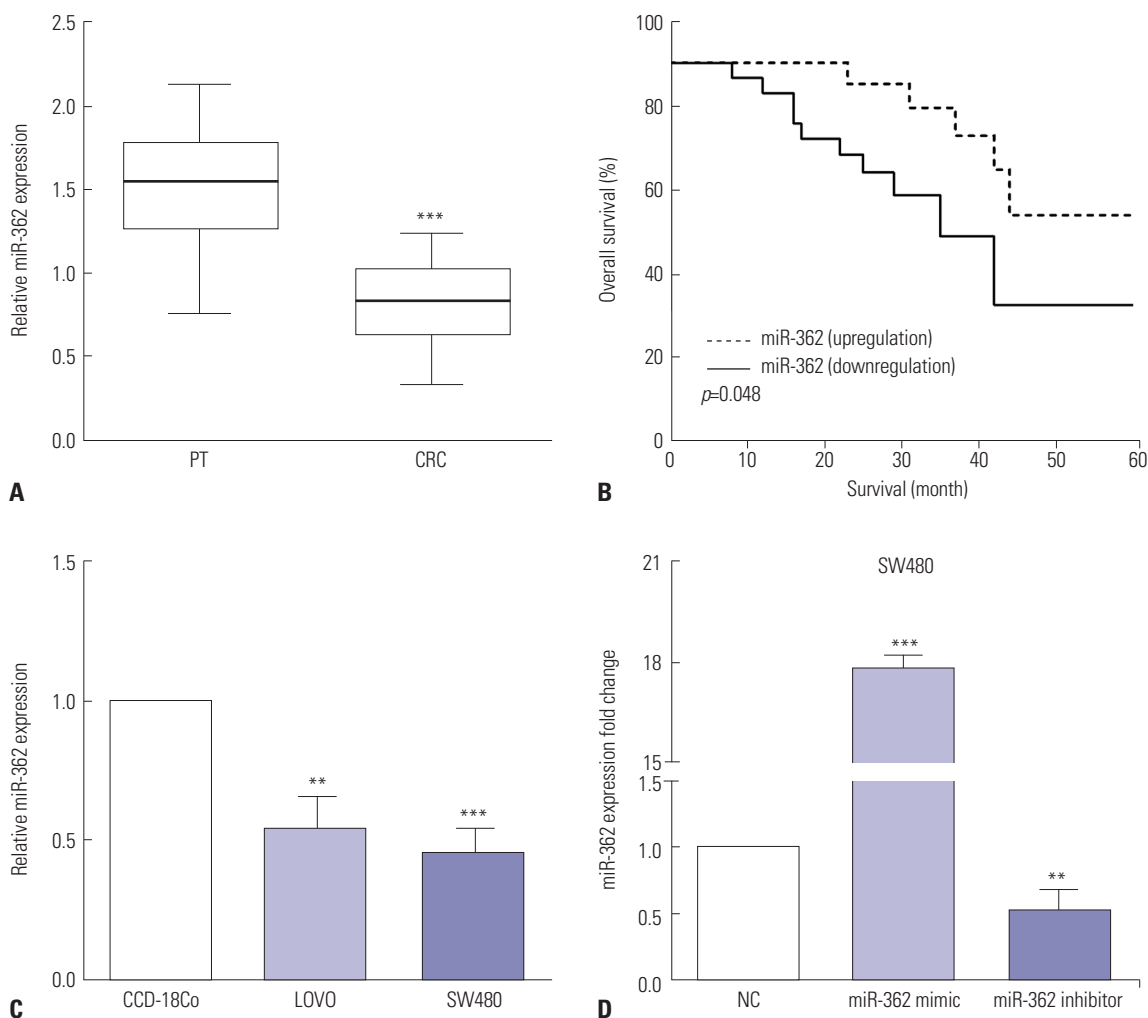 2.5
2.0
1.5
1.0
0.5
0.0
Relative miR-362 expression
***
PT CRC
A
100
80
60
40
20
0
Overall survival (%)
miR-362 (upregulation)
miR-362 (downregulation)
p=0.048
0 10 20 30 40 50 60
Survival (month)
B
1.5
1.0
0.5
0.0
Relative miR-362 expression
**
***
CCD-18Co LOVO SW480
C
SW480
21
18
15
1.5
1.0
0.5
0.0
miR-362 expression fold change
***
**
NC miR-362 mimic miR-362 inhibitor
D